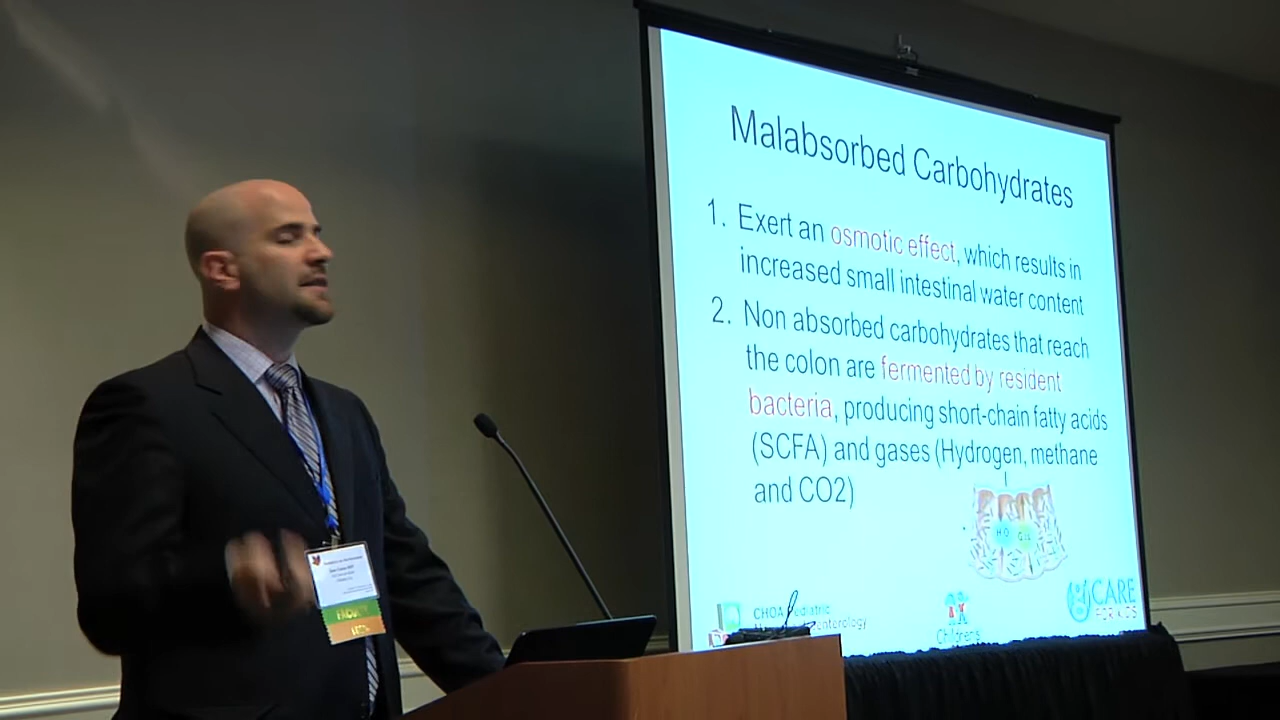 Malabsorbed Carbohydrates
1. Exert an osmotic effect, which results in
increased small intestinal water content
2. Non absorbed carbohydrates that reach
the colon are fermented by resident
bacteria, producing short-chain fatty acids
(SCFA) and gases (Hydrogen, methane
and CO2)
CHOA Pediatric
Children's
gi CARE
FOR KIDS
FACULTY